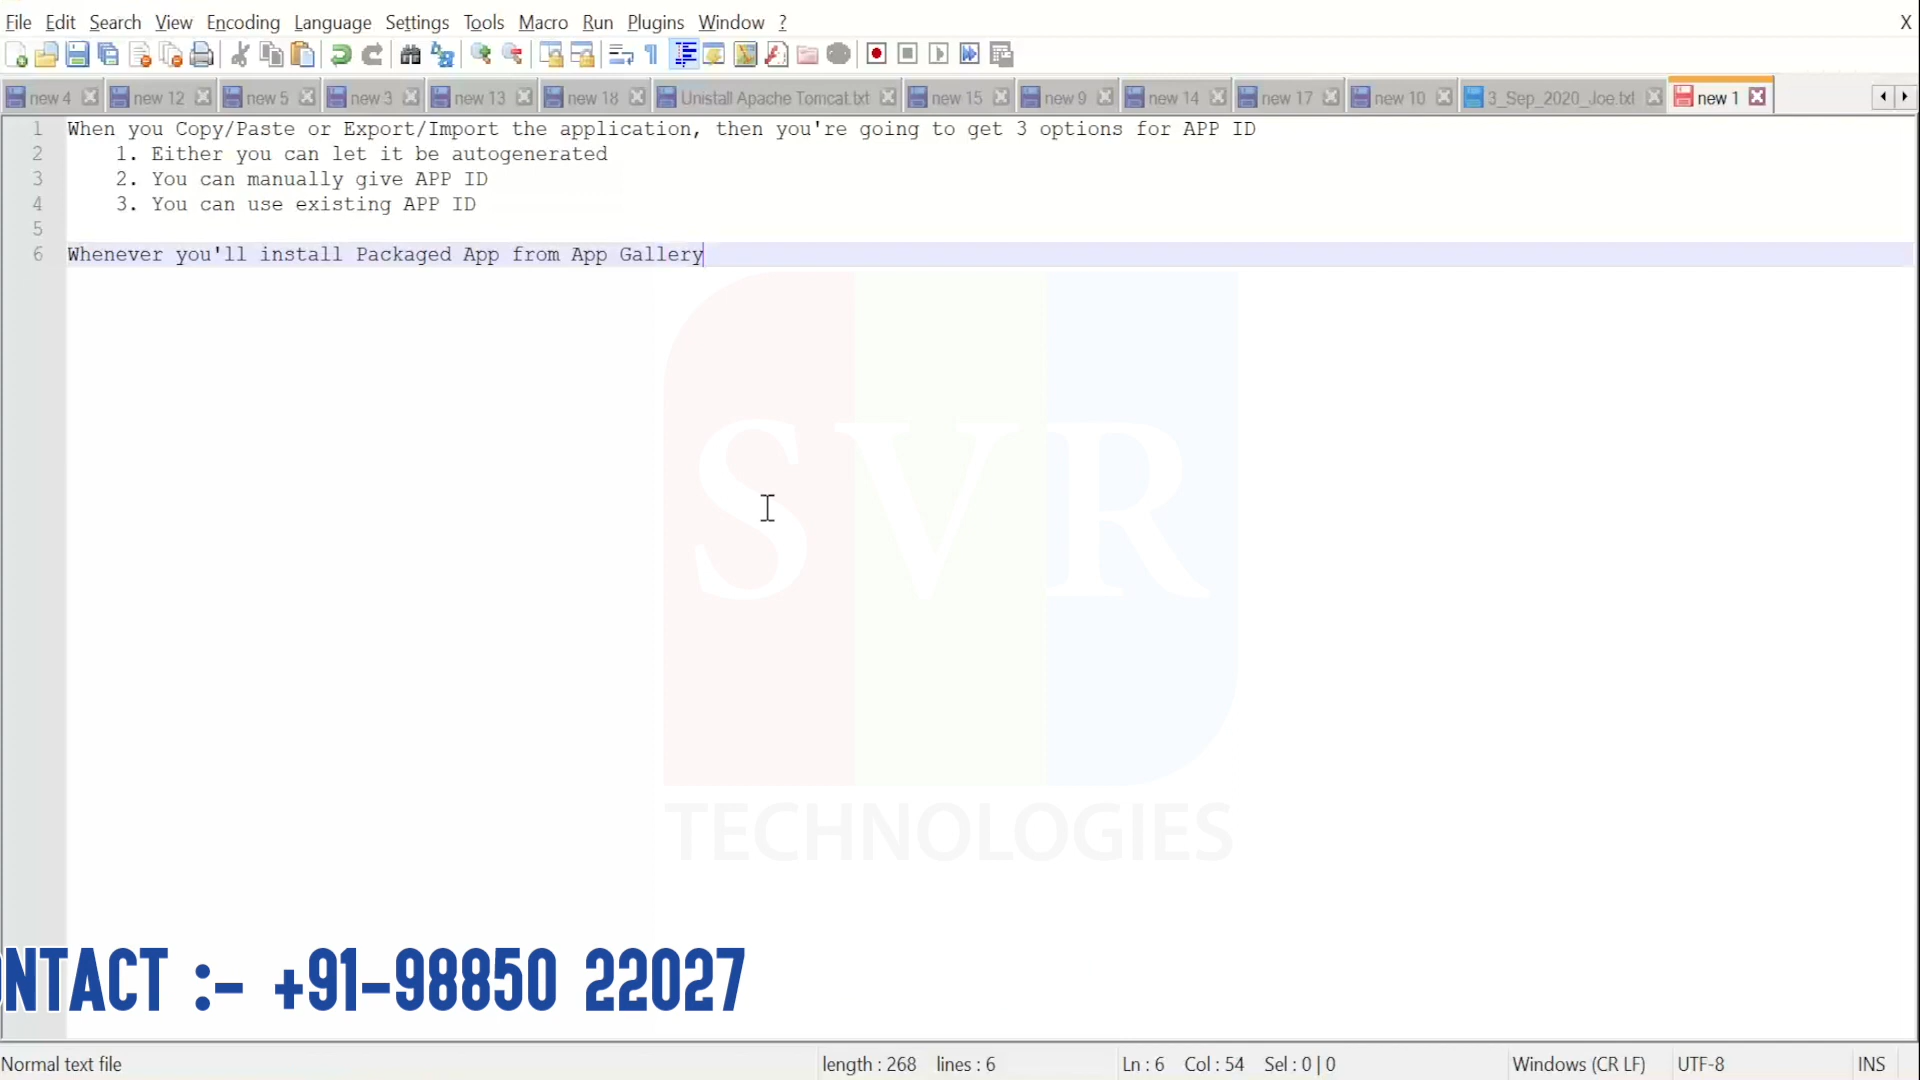 File Edit Search View Encoding Language Settings Tools Macro Run Plugins Window ? X
new 4 new 12 new 5 new 3 new 13 new 18 Unistall Apache Tomcat.txt new 15 new 9 new 14 new 17 new 10 3_Sep_2020_Joe.txt new 1
1 When you Copy/Paste or Export/Import the application, then you're going to get 3 options for APP ID
2 1. Either you can let it be autogenerated
3 2. You can manually give APP ID
4 3. You can use existing APP ID
5
6 Whenever you'll install Packaged App from App Gallery
SVR
TECHNOLOGIES
ONTACT :- +91-98850 22027
Normal text file length : 268 lines : 6 Ln : 6 Col : 54 Sel : 0 | 0 Windows (CR LF) UTF-8 INS